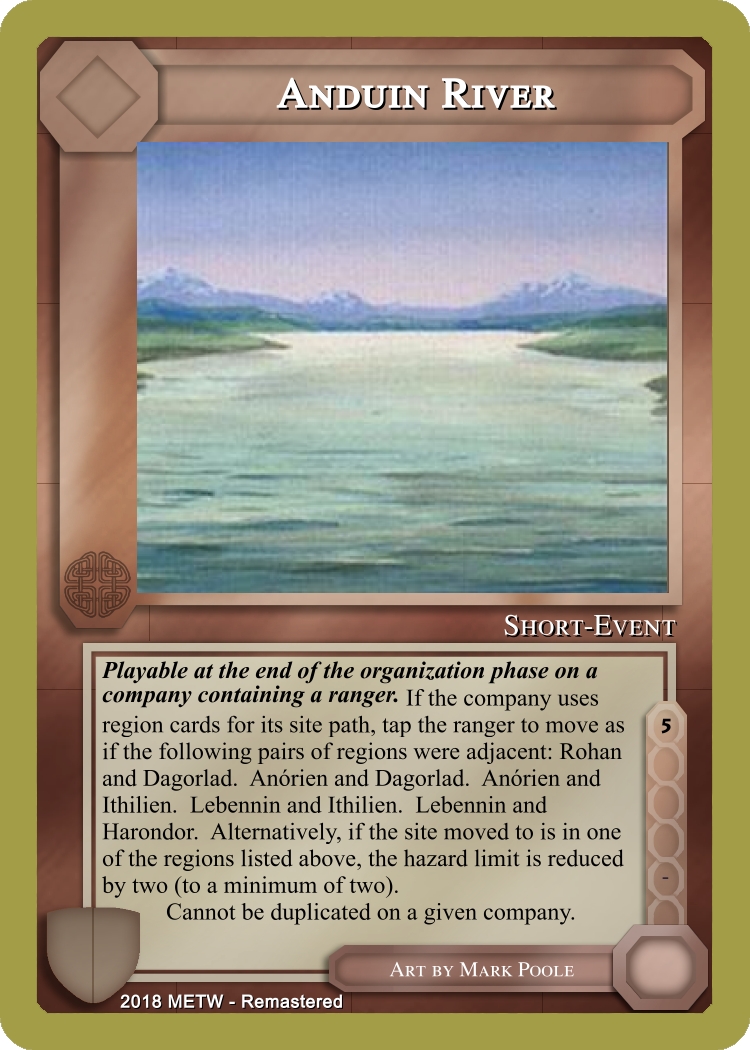 Anduin River
Short-Event
Playable at the end of the organization phase on a
company containing a ranger. If the company uses
region cards for its site path, tap the ranger to move as
if the following pairs of regions were adjacent: Rohan
and Dagorlad.  Anórien and Dagorlad.  Anórien and
Ithilien.  Lebennin and Ithilien.  Lebennin and
Harondor.  Alternatively, if the site moved to is in one
of the regions listed above, the hazard limit is reduced
by two (to a minimum of two).
Cannot be duplicated on a given company.
5
-
Art by Mark Poole
2018 METW - Remastered